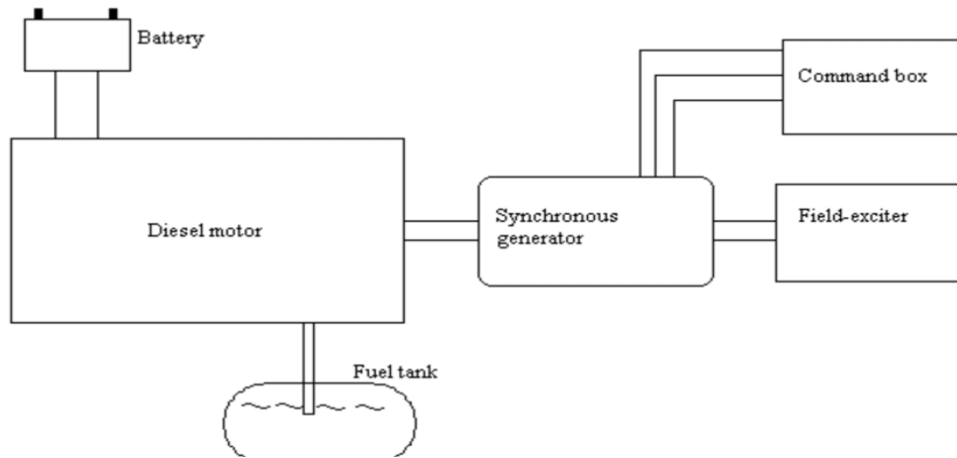 Battery
Command box
Diesel motor
Synchronous
generator
Field-exciter
Fuel tank